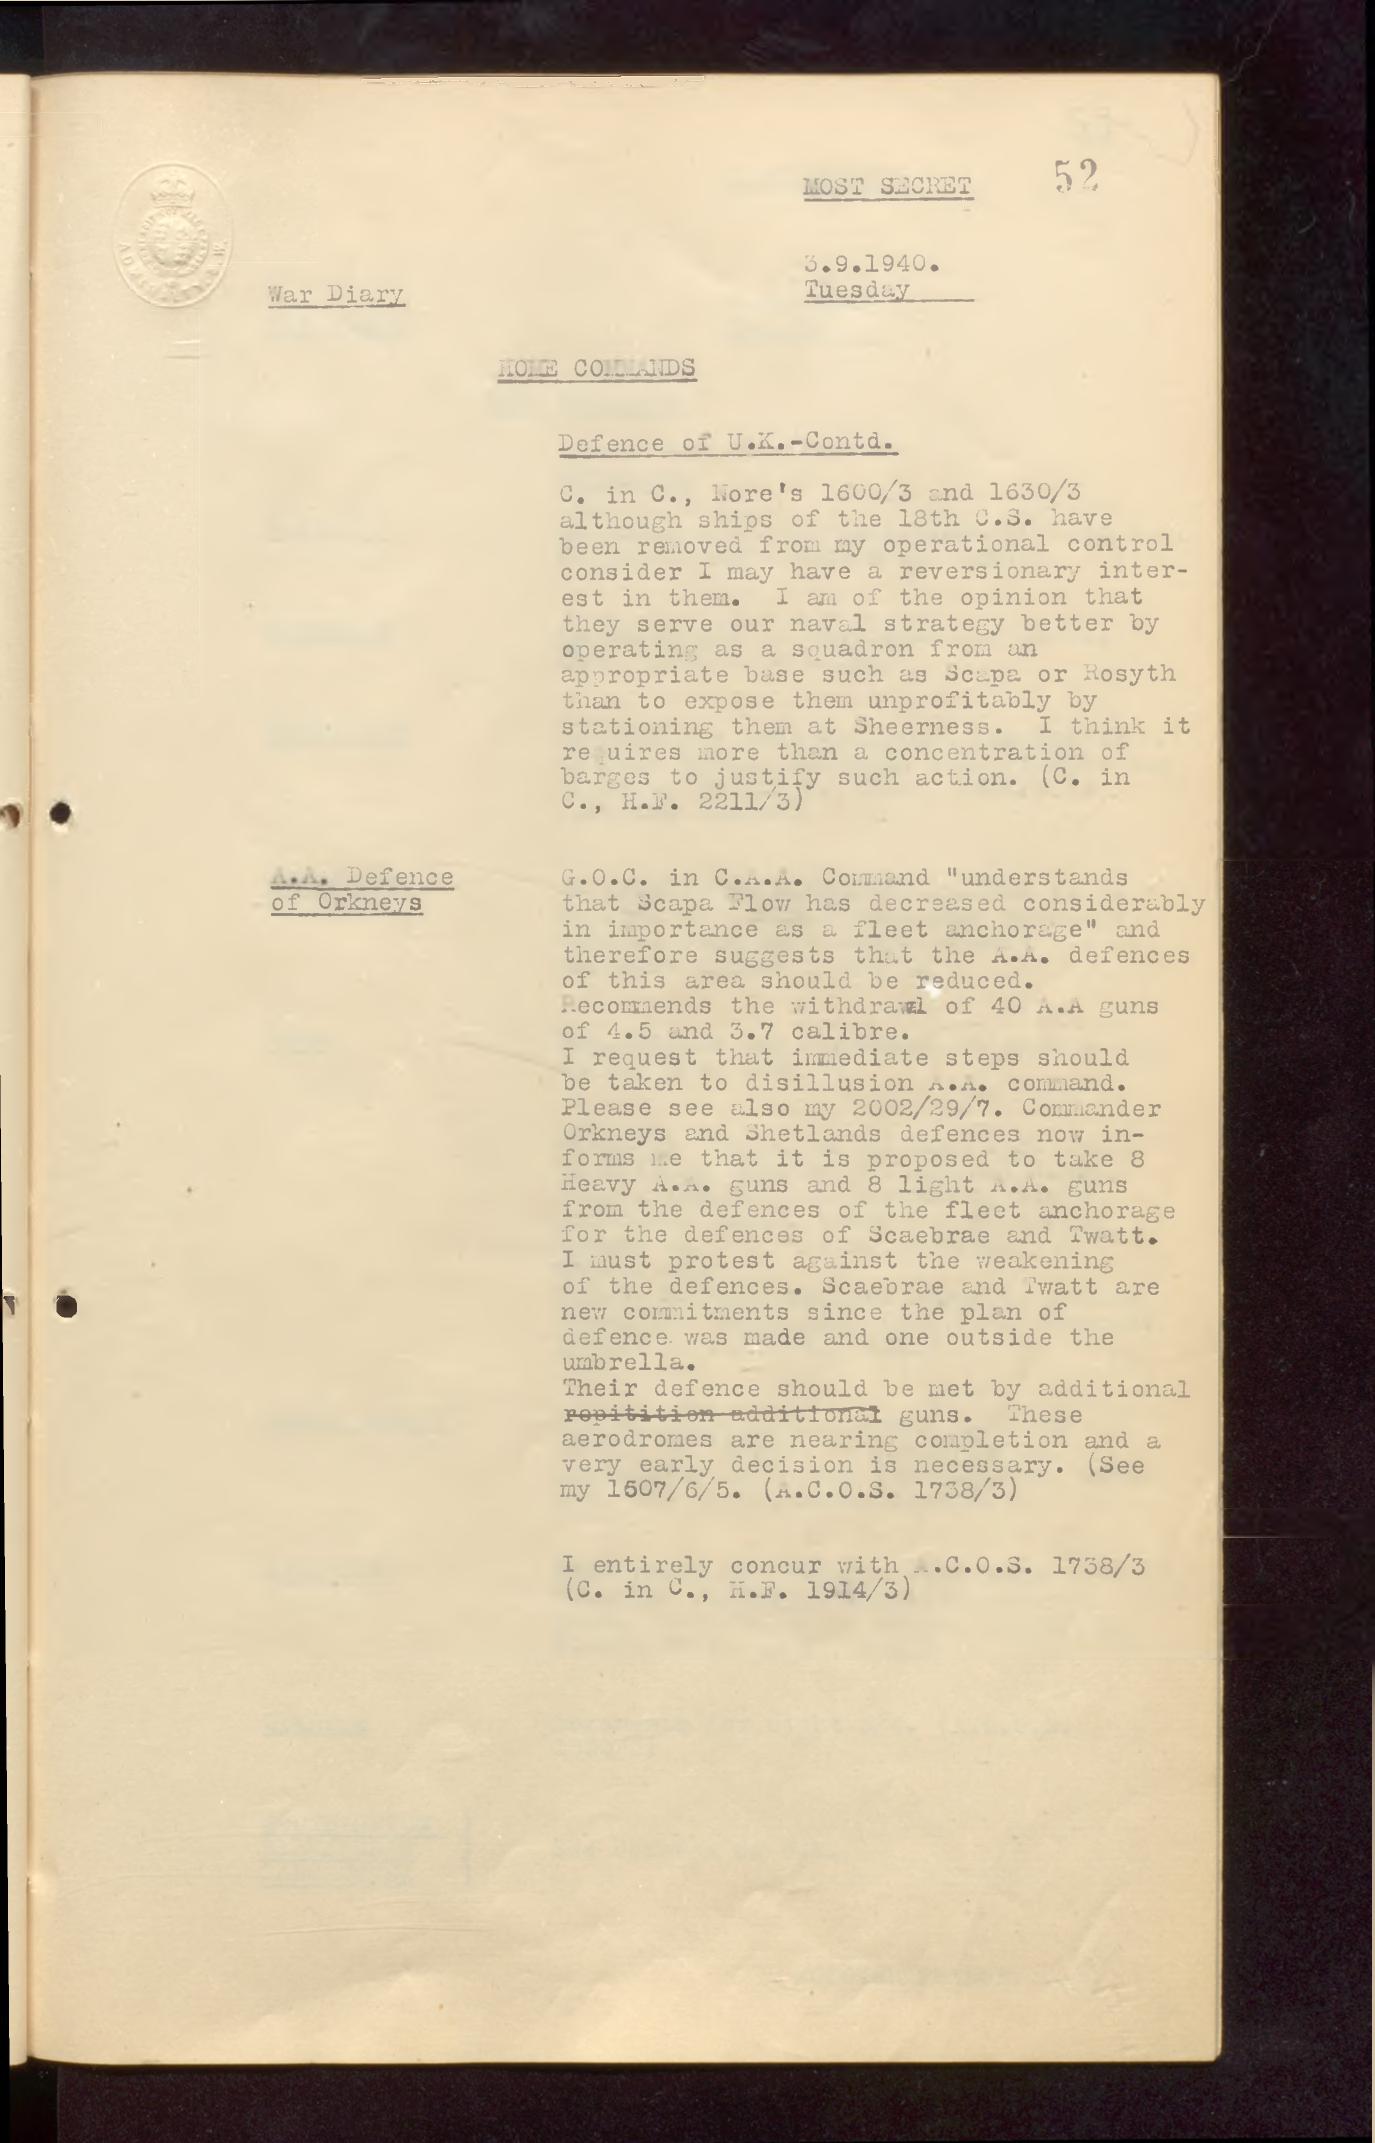 MOST SECRET
52
3.9.1940.
Tuesday
War Diary
HOME COMMANDS
Defence of U.K.-Contd.
C. in C., Nore's 1600/3 and 1630/3
although ships of the 18th C.S. have
been removed from my operational control
consider I may have a reversionary inter-
est in them. I am of the opinion that
they serve our naval strategy better by
operating as a squadron from an
appropriate base such as Scapa or Rosyth
than to expose them unprofitably by
stationing them at Sheerness. I think it
requires more than a concentration of
barges to justify such action. (C. in
C., H.F. 2211/3)
A.A. Defence
of Orkneys
G.O.C. in C.A.A. Command "understands
that Scapa Flow has decreased considerably
in importance as a fleet anchorage" and
therefore suggests that the A.A. defences
of this area should be reduced.
Recommends the withdrawl of 40 A.A guns
of 4.5 and 3.7 calibre.
I request that immediate steps should
be taken to disillusion A.A. command.
Please see also my 2002/29/7. Commander
Orkneys and Shetlands defences now in-
forms me that it is proposed to take 8
Heavy A.A. guns and 8 light A.A. guns
from the defences of the fleet anchorage
for the defences of Scaebrae and Twatt.
I must protest against the weakening
of the defences. Scaebrae and Twatt are
new commitments since the plan of
defence was made and one outside the
umbrella.
Their defence should be met by additional
repitition additional guns. These
aerodromes are nearing completion and a
very early decision is necessary. (See
my 1607/6/5. (A.C.O.S. 1738/3)
I entirely concur with A.C.O.S. 1738/3
(C. in C., H.F. 1914/3)